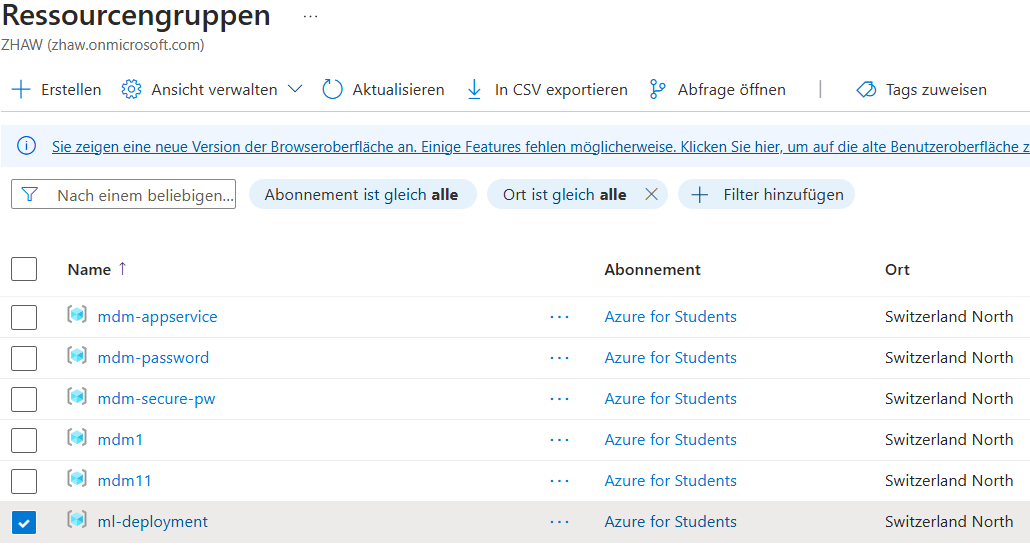 Ressourcengruppen ...
ZHAW (zhaw.onmicrosoft.com)
Erstellen Ansicht verwalten Aktualisieren In CSV exportieren Abfrage öffnen | Tags zuweisen
Sie zeigen eine neue Version der Browseroberfläche an. Einige Features fehlen möglicherweise. Klicken Sie hier, um auf die alte Benutzeroberfläche z
Nach einem beliebigen... Abonnement ist gleich alle Ort ist gleich alle Filter hinzufügen
Name ↑ Abonnement Ort
mdm-appservice ... Azure for Students Switzerland North
mdm-password ... Azure for Students Switzerland North
mdm-secure-pw ... Azure for Students Switzerland North
mdm1 ... Azure for Students Switzerland North
mdm11 ... Azure for Students Switzerland North
ml-deployment ... Azure for Students Switzerland North